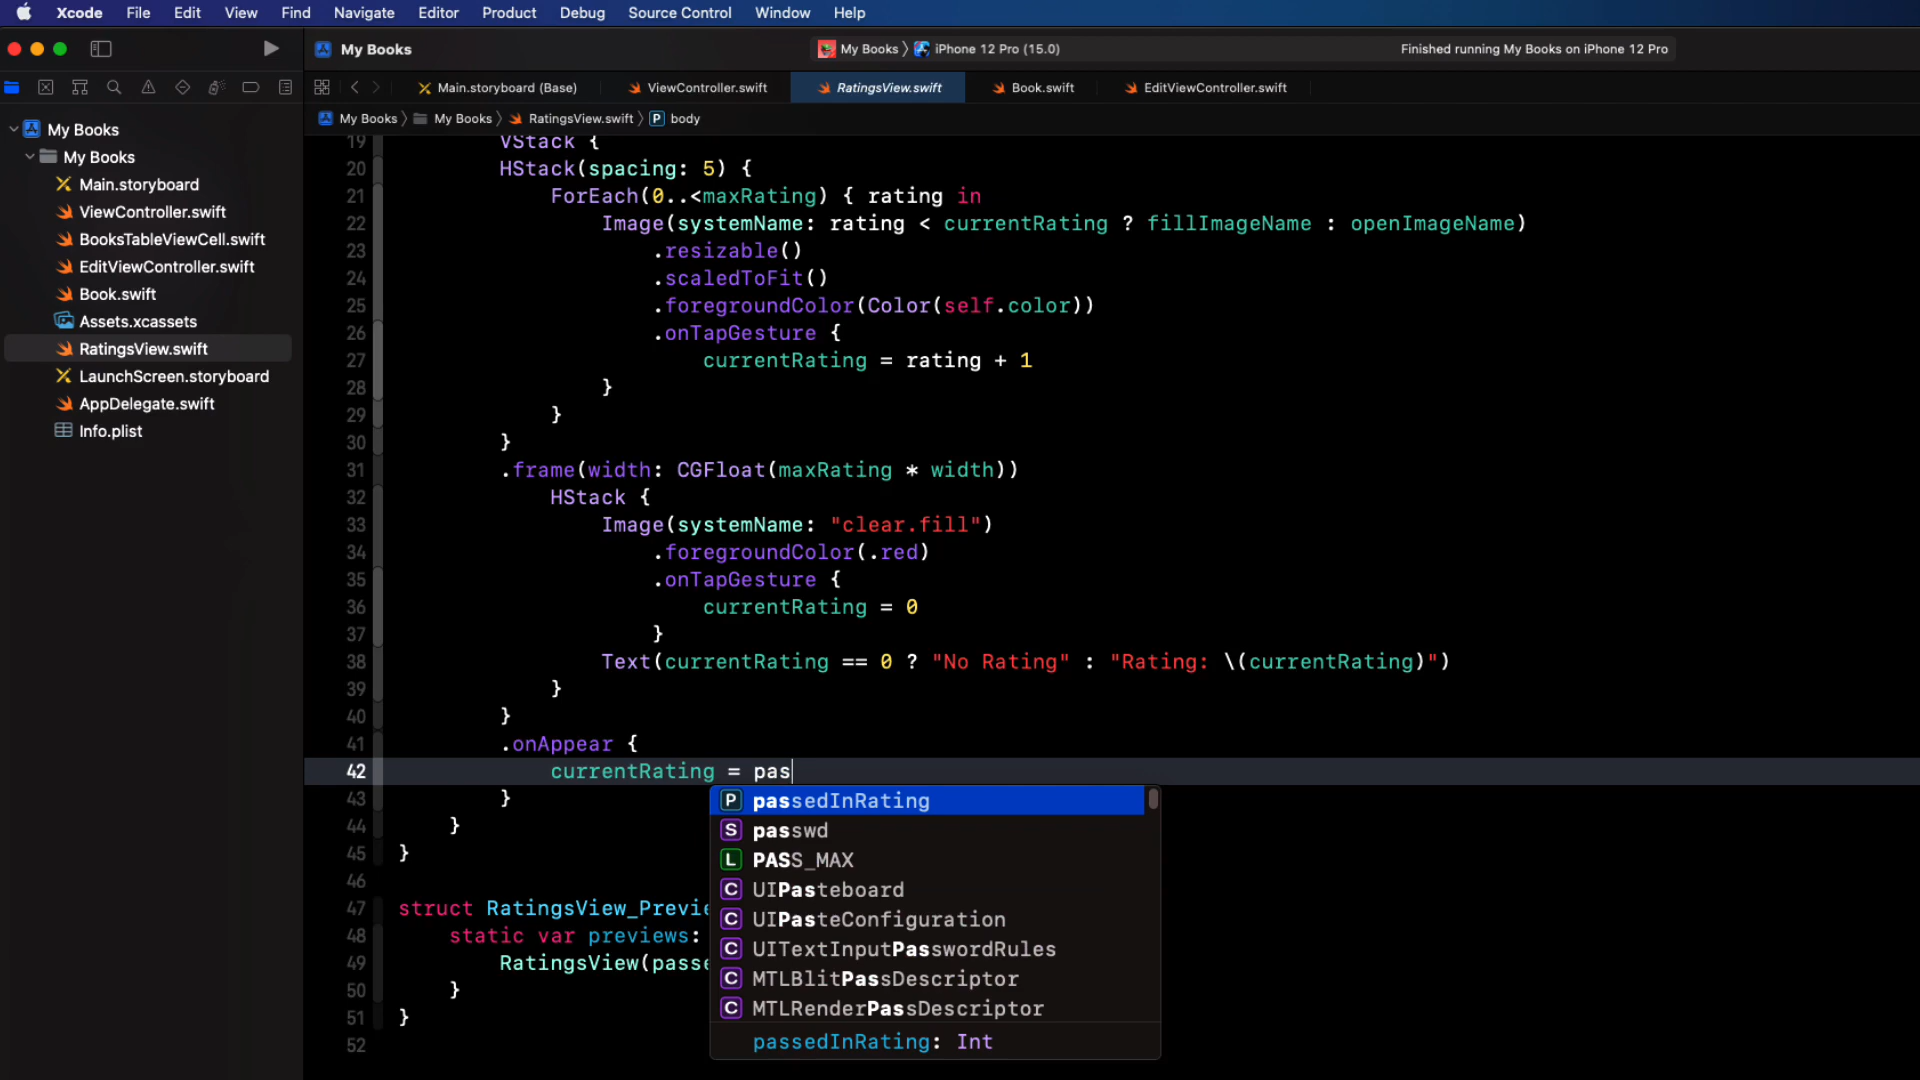 Xcode File Edit View Find Navigate Editor Product Debug Source Control Window Help
My Books
My Books iPhone 12 Pro (15.0)
Finished running My Books on iPhone 12 Pro
Main.storyboard (Base) ViewController.swift RatingsView.swift Book.swift EditViewController.swift
My Books My Books RatingsView.swift P body
My Books
My Books
Main.storyboard
ViewController.swift
BooksTableViewCell.swift
EditViewController.swift
Book.swift
Assets.xcassets
RatingsView.swift
LaunchScreen.storyboard
AppDelegate.swift
Info.plist
19 VStack {
20 HStack(spacing: 5) {
21 ForEach(0..<maxRating) { rating in
22 Image(systemName: rating < currentRating ? fillImageName : openImageName)
23 .resizable()
24 .scaledToFit()
25 .foregroundColor(Color(self.color))
26 .onTapGesture {
27 currentRating = rating + 1
28 }
29 }
30 }
31 .frame(width: CGFloat(maxRating * width))
32 HStack {
33 Image(systemName: "clear.fill")
34 .foregroundColor(.red)
35 .onTapGesture {
36 currentRating = 0
37 }
38 Text(currentRating == 0 ? "No Rating" : "Rating: \(currentRating)")
39 }
40 }
41 .onAppear {
42 currentRating = pas
43 }
44 }
45 }
46
47 struct RatingsView_Previe
48 static var previews:
49 RatingsView(passe
50 }
51 }
52
P passedInRating
S passwd
L PASS_MAX
C UIPasteboard
C UIPasteConfiguration
C UITextInputPasswordRules
C MTLBlitPassDescriptor
C MTLRenderPassDescriptor
passedInRating: Int